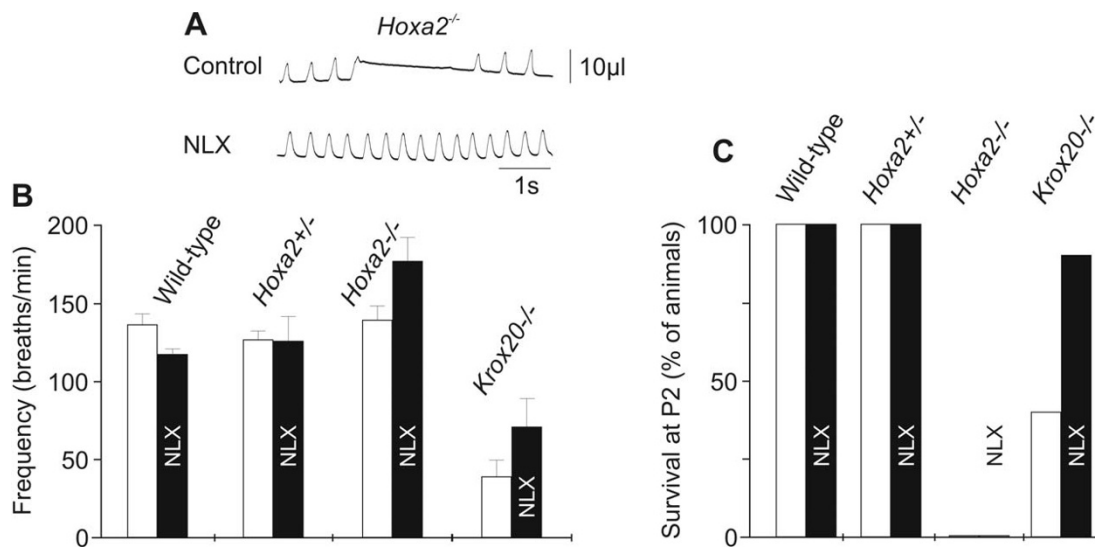 A
Hoxa2-/-
Control
10µl
NLX
1s
B
Frequency (breaths/min)
200
150
100
50
0
Wild-type
Hoxa2+/-
Hoxa2-/-
Krox20-/-
NLX
NLX
NLX
NLX
C
Survival at P2 (% of animals)
100
50
0
Wild-type
Hoxa2+/-
Hoxa2-/-
Krox20-/-
NLX
NLX
NLX
NLX